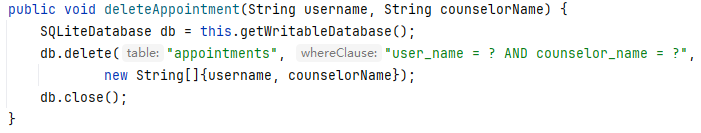 public void deleteAppointment(String username, String counselorName) {
    SQLiteDatabase db = this.getWritableDatabase();
    db.delete( table: "appointments", whereClause: "user_name = ? AND counselor_name = ?",
            new String[]{username, counselorName});
    db.close();
}